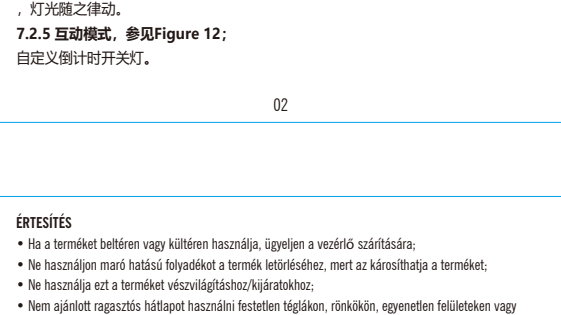 ，灯光随之律动。
7.2.5 互动模式，参见Figure 12；
自定义倒计时开关灯。
02
ÉRTESÍTÉS
• Ha a terméket beltéren vagy kültéren használja, ügyeljen a vezérlő szárítására;
• Ne használjon maró hatású folyadékot a termék letörléséhez, mert az károsíthatja a terméket;
• Ne használja ezt a terméket vészvilágításhoz/kijáratokhoz;
• Nem ajánlott ragasztós hátlapot használni festetlen téglákon, rönkökön, egyenetlen felületeken vagy